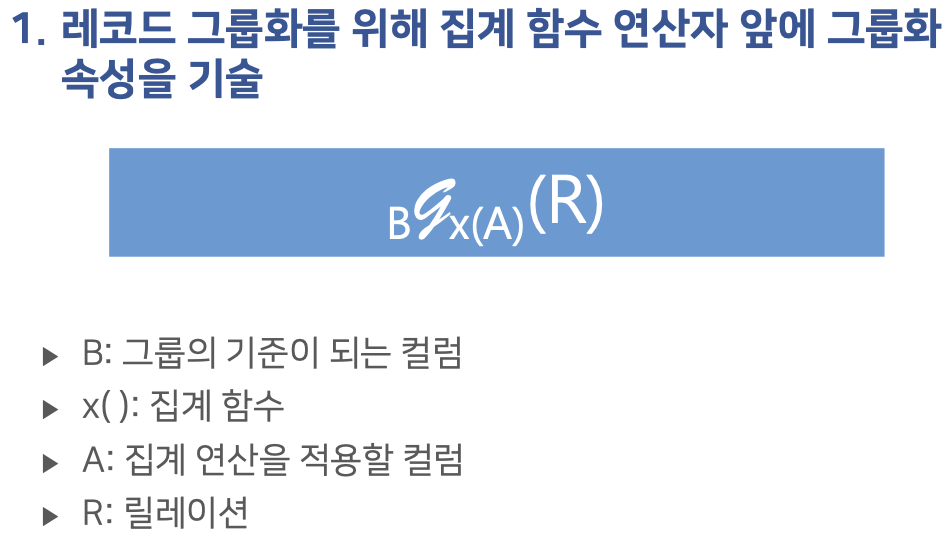 1. 레코드 그룹화를 위해 집계 함수 연산자 앞에 그룹화
속성을 기술
B𝓖x(A)(R)
▶ B: 그룹의 기준이 되는 컬럼
▶ x( ): 집계 함수
▶ A: 집계 연산을 적용할 컬럼
▶ R: 릴레이션